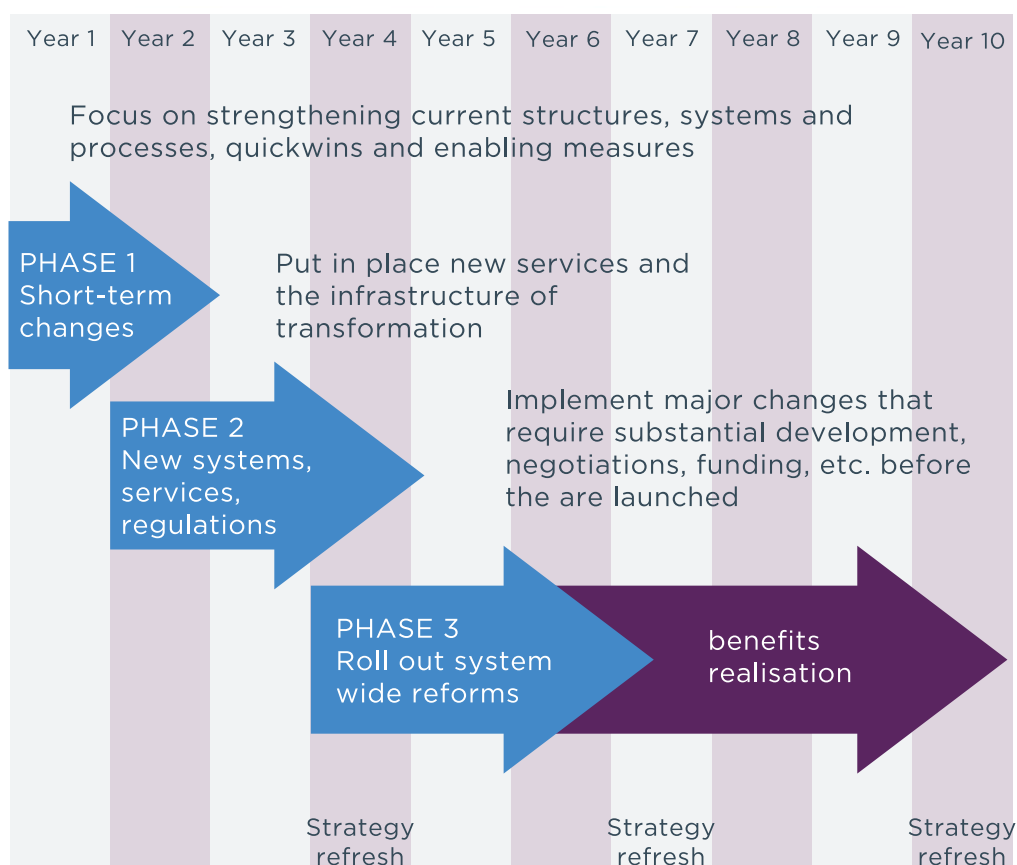 Year 1 Year 2 Year 3 Year 4 Year 5 Year 6 Year 7 Year 8 Year 9 Year 10
Focus on strengthening current structures, systems and
processes, quickwins and enabling measures
PHASE 1
Short-term
changes
Put in place new services and
the infrastructure of
transformation
PHASE 2
New systems,
services,
regulations
Implement major changes that
require substantial development,
negotiations, funding, etc. before
the are launched
PHASE 3
Roll out system
wide reforms
benefits
realisation
Strategy
refresh
Strategy
refresh
Strategy
refresh